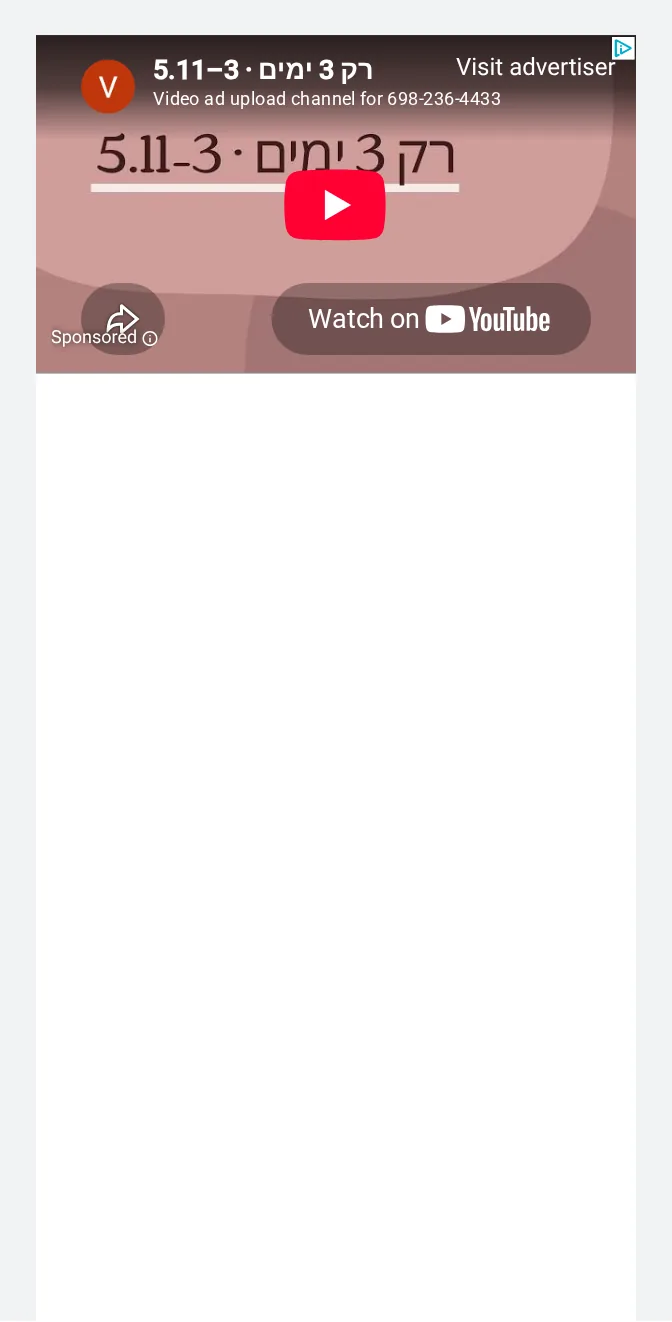 רק 3 ימים · 3–5.11
Visit advertiser
V
Video ad upload channel for 698-236-4433
רק 3 ימים · 3-5.11
Watch on YouTube
Sponsored